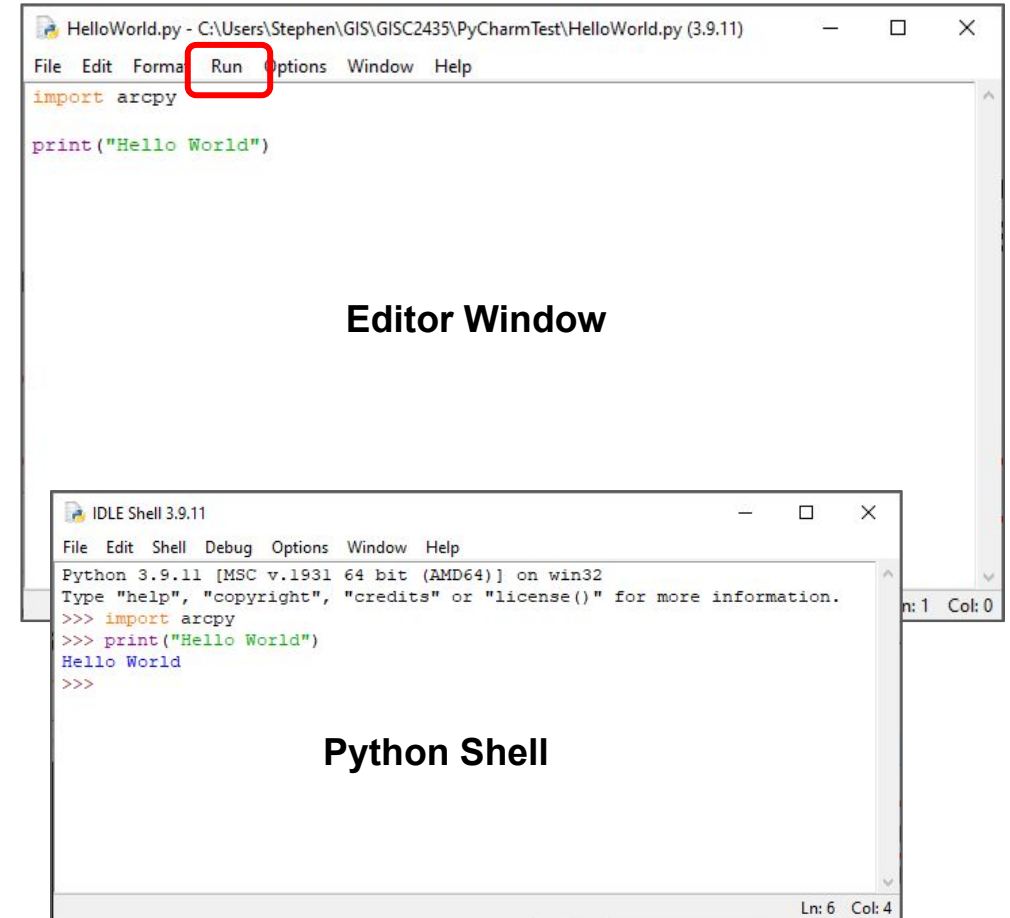 HelloWorld.py - C:\Users\Stephen\GIS\GISC2435\PyCharmTest\HelloWorld.py (3.9.11)
File Edit Format Run Options Window Help
import arcpy
print("Hello World")
Editor Window
IDLE Shell 3.9.11
File Edit Shell Debug Options Window Help
Python 3.9.11 [MSC v.1931 64 bit (AMD64)] on win32
Type "help", "copyright", "credits" or "license()" for more information.
>>> import arcpy
>>> print("Hello World")
Hello World
>>>
Python Shell
Ln: 6 Col: 4
n: 1 Col: 0